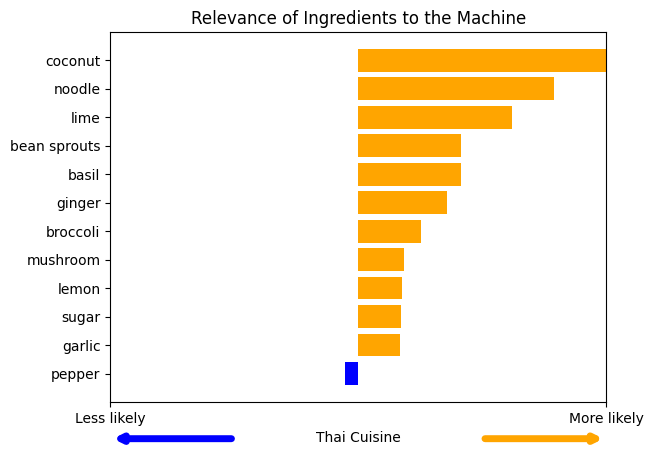 Relevance of Ingredients to the Machine
coconut
noodle
lime
bean sprouts
basil
ginger
broccoli
mushroom
lemon
sugar
garlic
pepper
Less likely
More likely
Thai Cuisine